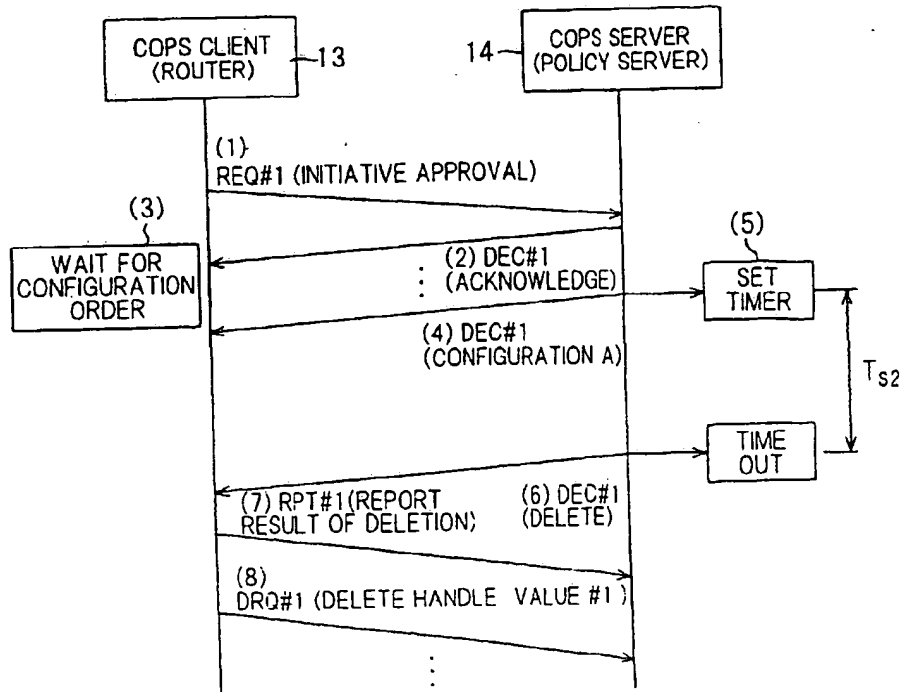 COPS CLIENT
(ROUTER)
13
14
COPS SERVER
(POLICY SERVER)
(1)
REQ#1 (INITIATIVE APPROVAL)
(3)
WAIT FOR
CONFIGURATION
ORDER
(2) DEC#1
(ACKNOWLEDGE)
(5)
SET
TIMER
(4) DEC#1
(CONFIGURATION A)
TS2
TIME
OUT
(7) RPT#1(REPORT
RESULT OF DELETION)
(6) DEC#1
(DELETE)
(8)
DRQ#1 (DELETE HANDLE VALUE #1)